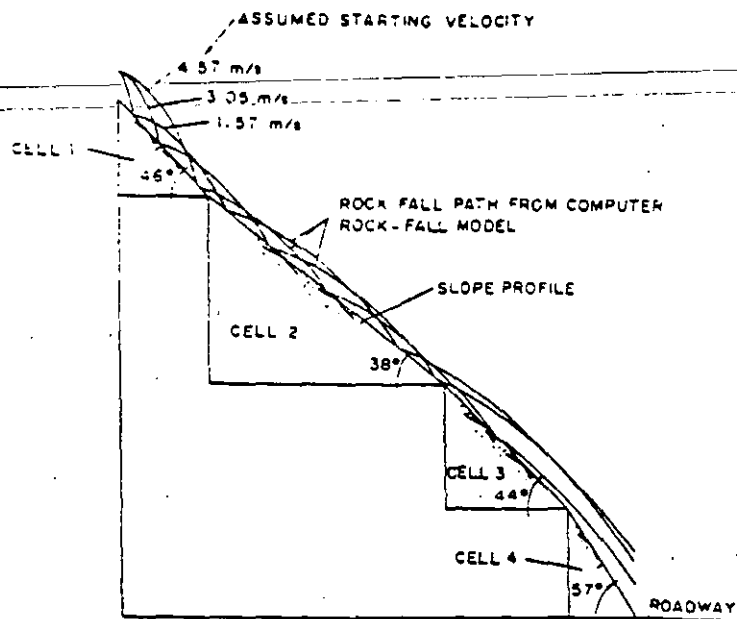 ASSUMED STARTING VELOCITY
4.57 m/s
3.05 m/s
1.57 m/s
CELL 1
46°
ROCK FALL PATH FROM COMPUTER
ROCK-FALL MODEL
SLOPE PROFILE
CELL 2
38°
CELL 3
44°
CELL 4
57°
ROADWAY